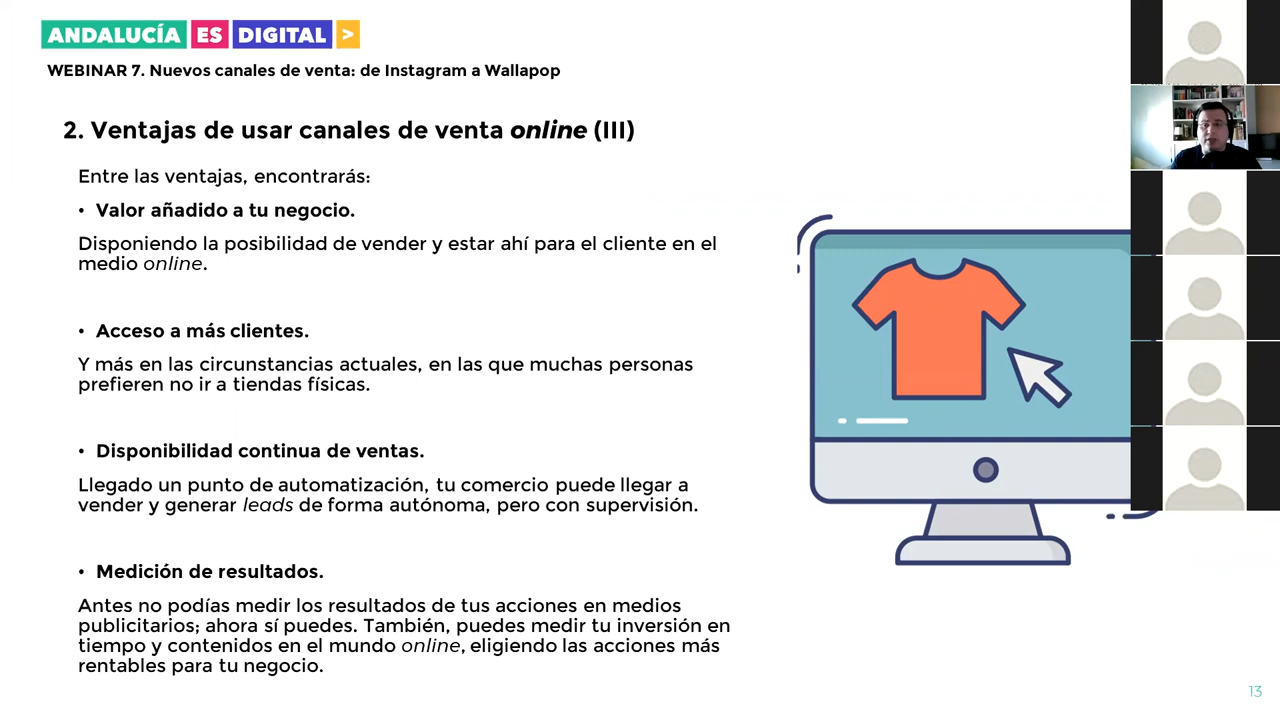 ANDALUCÍA ES DIGITAL >
WEBINAR 7. Nuevos canales de venta: de Instagram a Wallapop
2. Ventajas de usar canales de venta online (III)
Entre las ventajas, encontrarás:
• Valor añadido a tu negocio.
Disponiendo la posibilidad de vender y estar ahí para el cliente en el
medio online.
• Acceso a más clientes.
Y más en las circunstancias actuales, en las que muchas personas
prefieren no ir a tiendas físicas.
• Disponibilidad continua de ventas.
Llegado un punto de automatización, tu comercio puede llegar a
vender y generar leads de forma autónoma, pero con supervisión.
• Medición de resultados.
Antes no podías medir los resultados de tus acciones en medios
publicitarios; ahora sí puedes. También, puedes medir tu inversión en
tiempo y contenidos en el mundo online, eligiendo las acciones más
rentables para tu negocio.
13